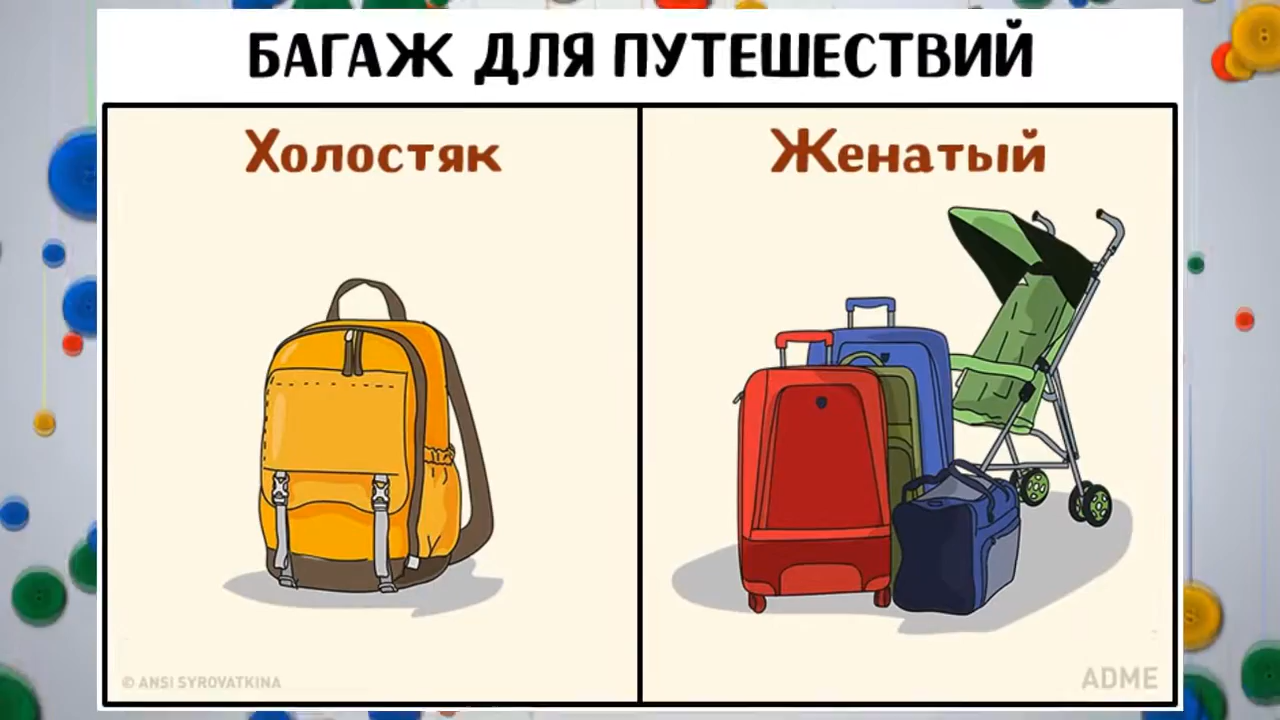 БАГАЖ ДЛЯ ПУТЕШЕСТВИЙ
Холостяк
Женатый
© ANSI SYROVATKINA
ADME